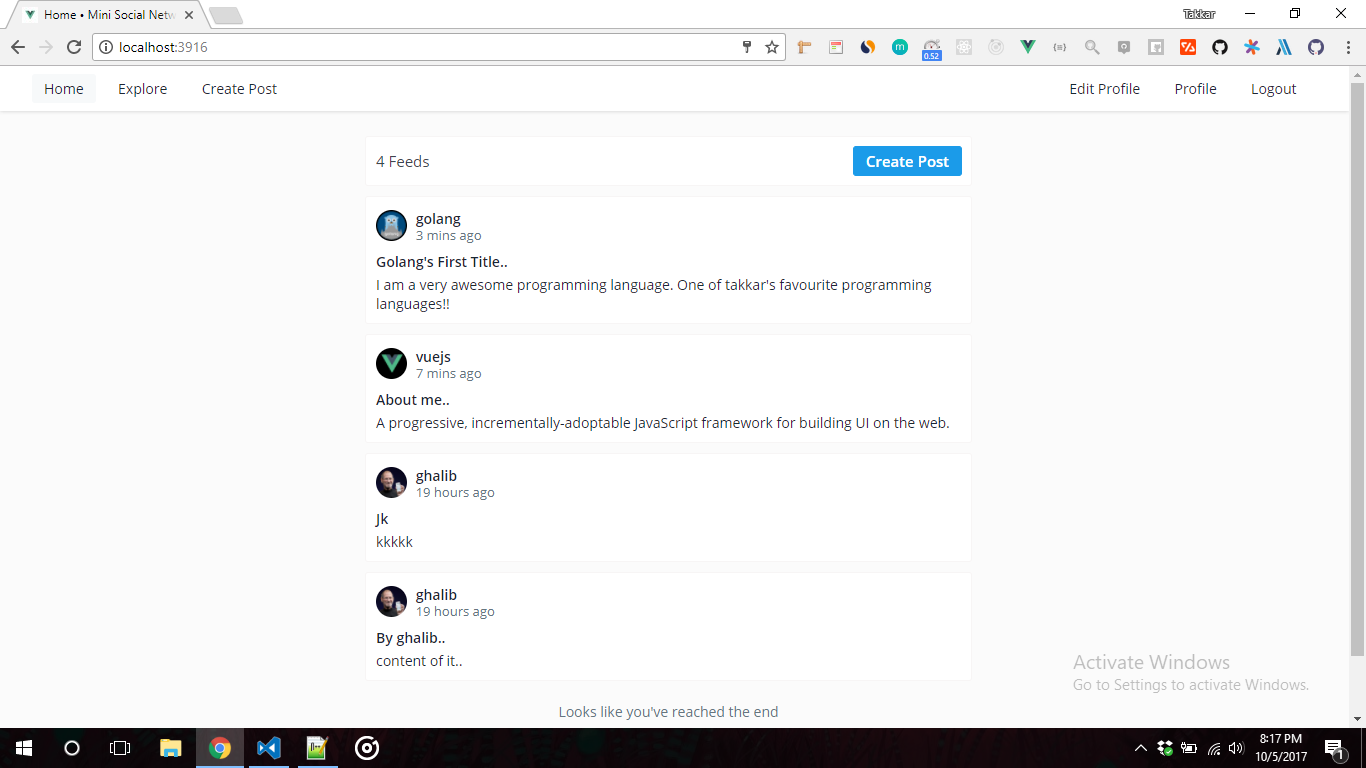 Home • Mini Social Netw
Takkar
localhost:3916
0.52
Home
Explore
Create Post
Edit Profile
Profile
Logout
4 Feeds
Create Post
golang
3 mins ago
Golang's First Title..
I am a very awesome programming language. One of takkar's favourite programming
languages!!
vuejs
7 mins ago
About me..
A progressive, incrementally-adoptable JavaScript framework for building UI on the web.
ghalib
19 hours ago
Jk
kkkkk
ghalib
19 hours ago
By ghalib..
content of it..
Activate Windows
Go to Settings to activate Windows.
Looks like you've reached the end
8:17 PM
10/5/2017
1